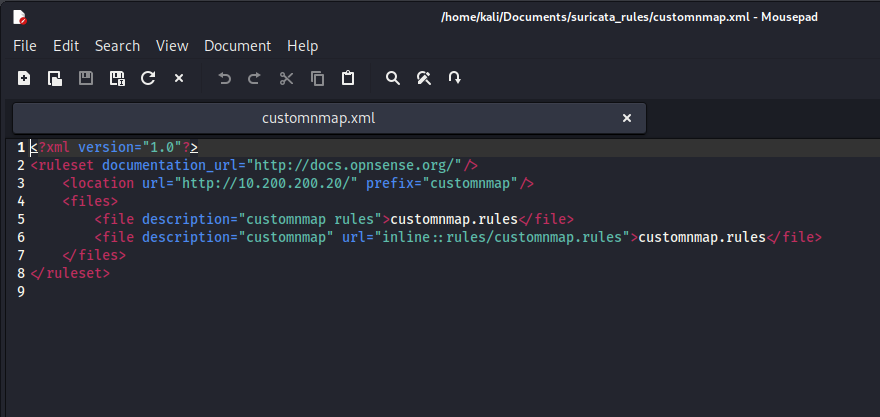 /home/kali/Documents/suricata_rules/customnmap.xml - Mousepad
File Edit Search View Document Help
customnmap.xml
1 <?xml version="1.0"?>
2 <ruleset documentation_url="http://docs.opnsense.org/"/>
3 <location url="http://10.200.200.20/" prefix="customnmap"/>
4 <files>
5 <file description="customnmap rules">customnmap.rules</file>
6 <file description="customnmap" url="inline::rules/customnmap.rules">customnmap.rules</file>
7 </files>
8 </ruleset>
9